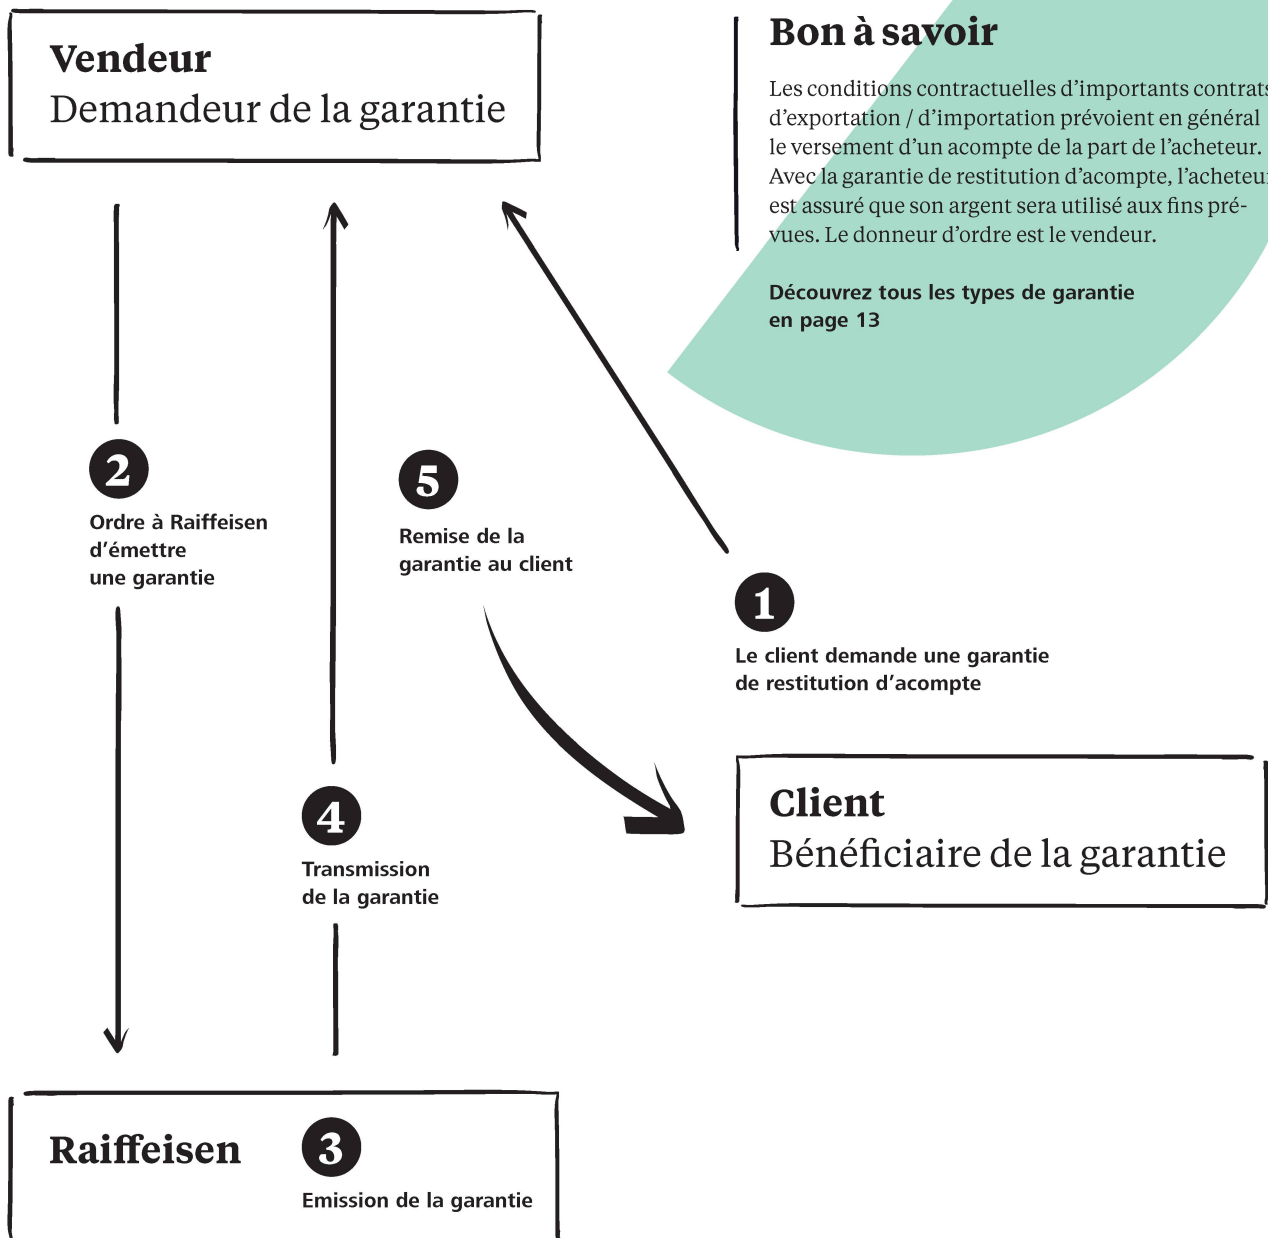 Vendeur
Demandeur de la garantie
Bon à savoir
Les conditions contractuelles d’importants contrats
d’exportation / d’importation prévoient en général
le versement d’un acompte de la part de l’acheteur.
Avec la garantie de restitution d’acompte, l’acheteur
est assuré que son argent sera utilisé aux fins pré-
vues. Le donneur d’ordre est le vendeur.
Découvrez tous les types de garantie
en page 13
2
Ordre à Raiffeisen
d’émettre
une garantie
5
Remise de la
garantie au client
1
Le client demande une garantie
de restitution d’acompte
4
Transmission
de la garantie
Client
Bénéficiaire de la garantie
Raiffeisen
3
Emission de la garantie